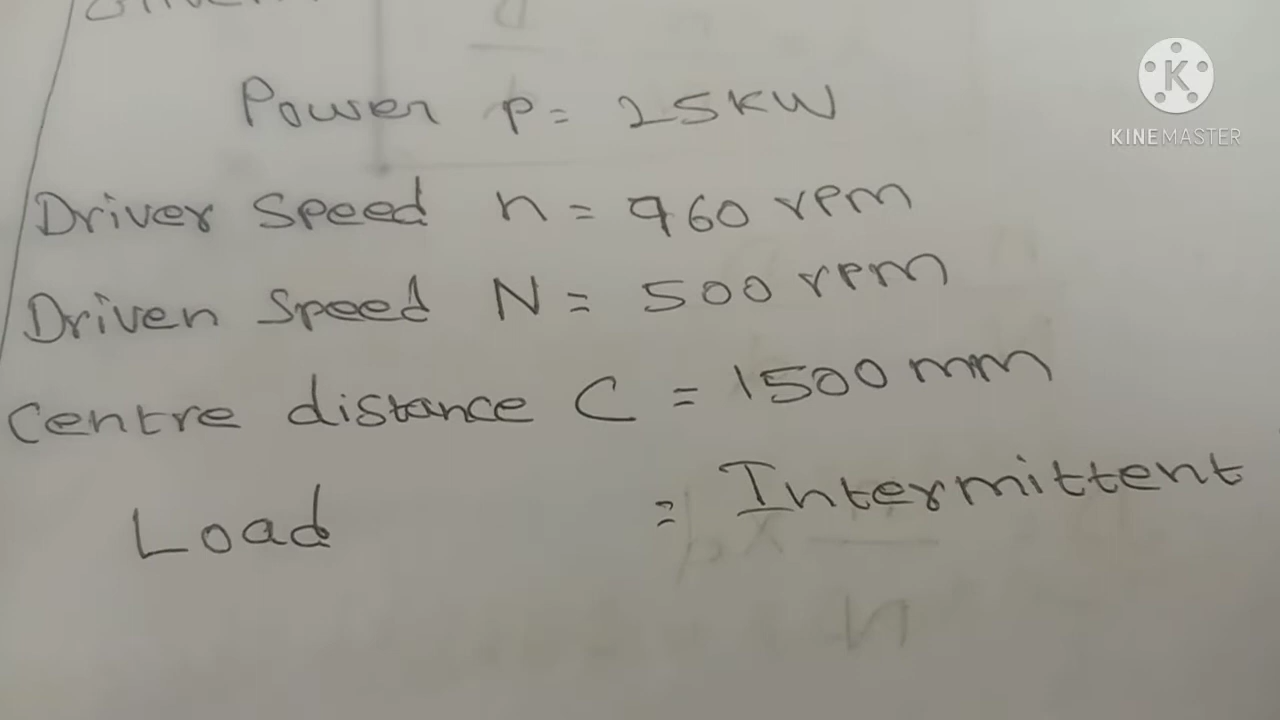 Power P = 25KW
Driver Speed n = 960 rpm
Driven Speed N = 500 rpm
Centre distance C = 1500 mm
Load = Intermittent
K
KINEMASTER